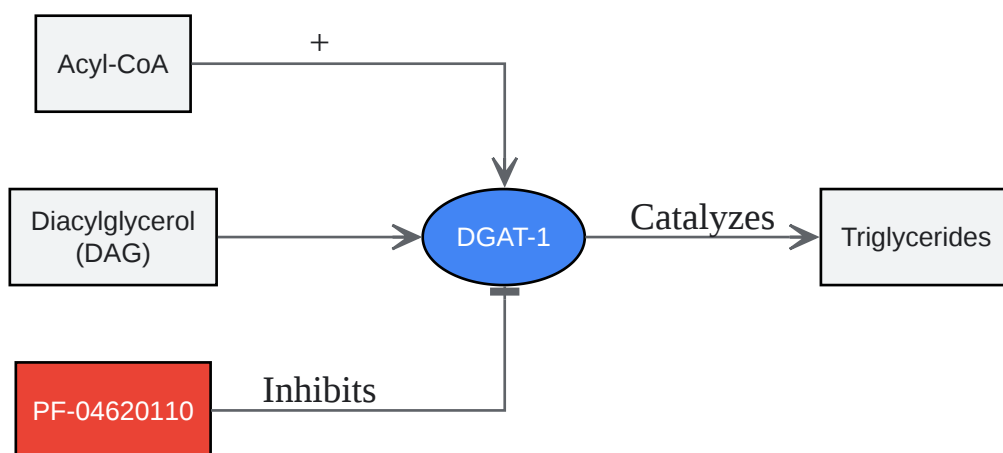 Acyl-CoA
+
Diacylglycerol
(DAG)
DGAT-1
Catalyzes
Triglycerides
Inhibits
PF-04620110